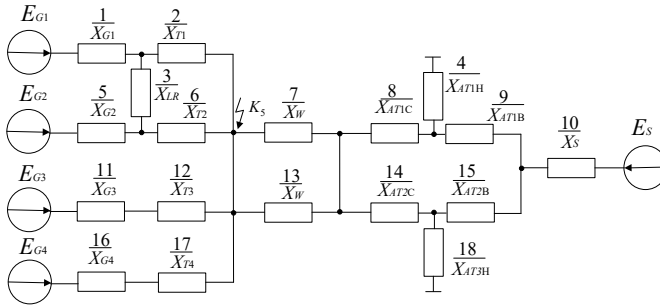 E_G1 1/X_G1 2/X_T1
3/X_LR 4/X_AT1H
E_G2 5/X_G2 6/X_T2 K_5 7/X_W 8/X_AT1C 9/X_AT1B 10/X_S E_S
E_G3 11/X_G3 12/X_T3 13/X_W 14/X_AT2C 15/X_AT2B
E_G4 16/X_G4 17/X_T4 18/X_AT3H